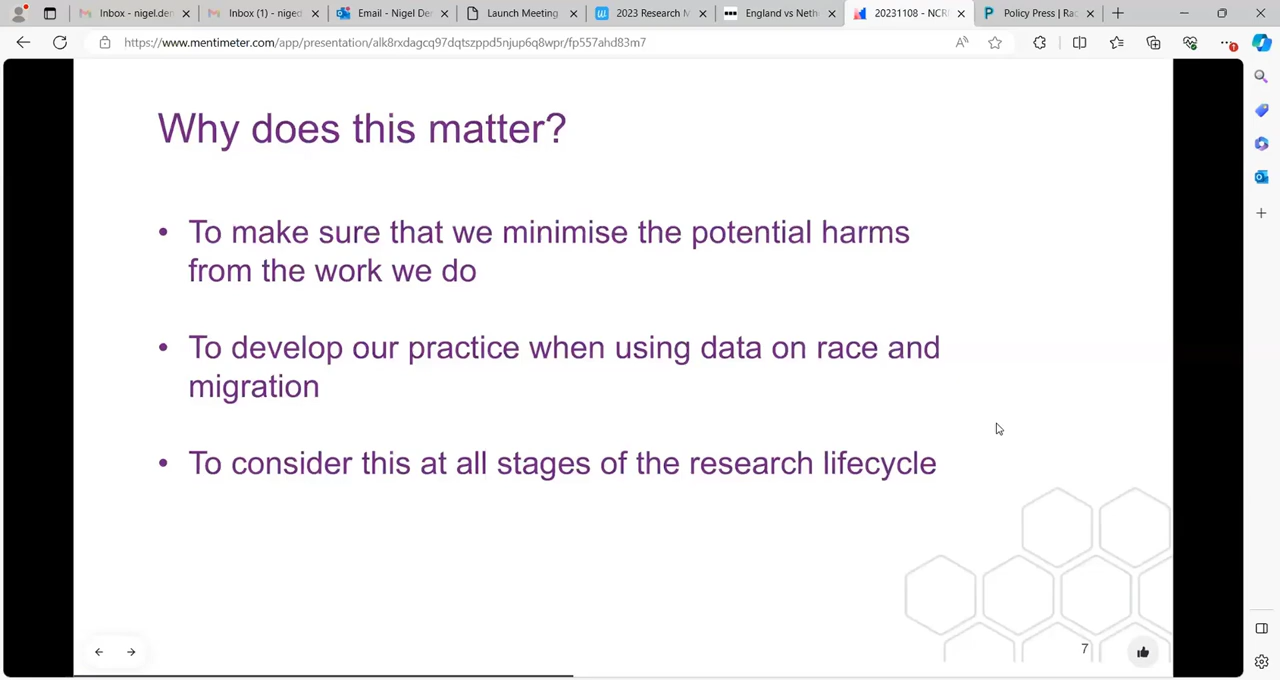 Inbox - nigel.den
Inbox (1) - niged
Email - Nigel De
Launch Meeting
2023 Research M
England vs Neth
20231108 - NCR
Policy Press | Rac
https://www.mentimeter.com/app/presentation/alk8rxdagcq97dqtszppd5njup6q8wpr/fp557ahd83m7
Why does this matter?
• To make sure that we minimise the potential harms
from the work we do
• To develop our practice when using data on race and
migration
• To consider this at all stages of the research lifecycle
7